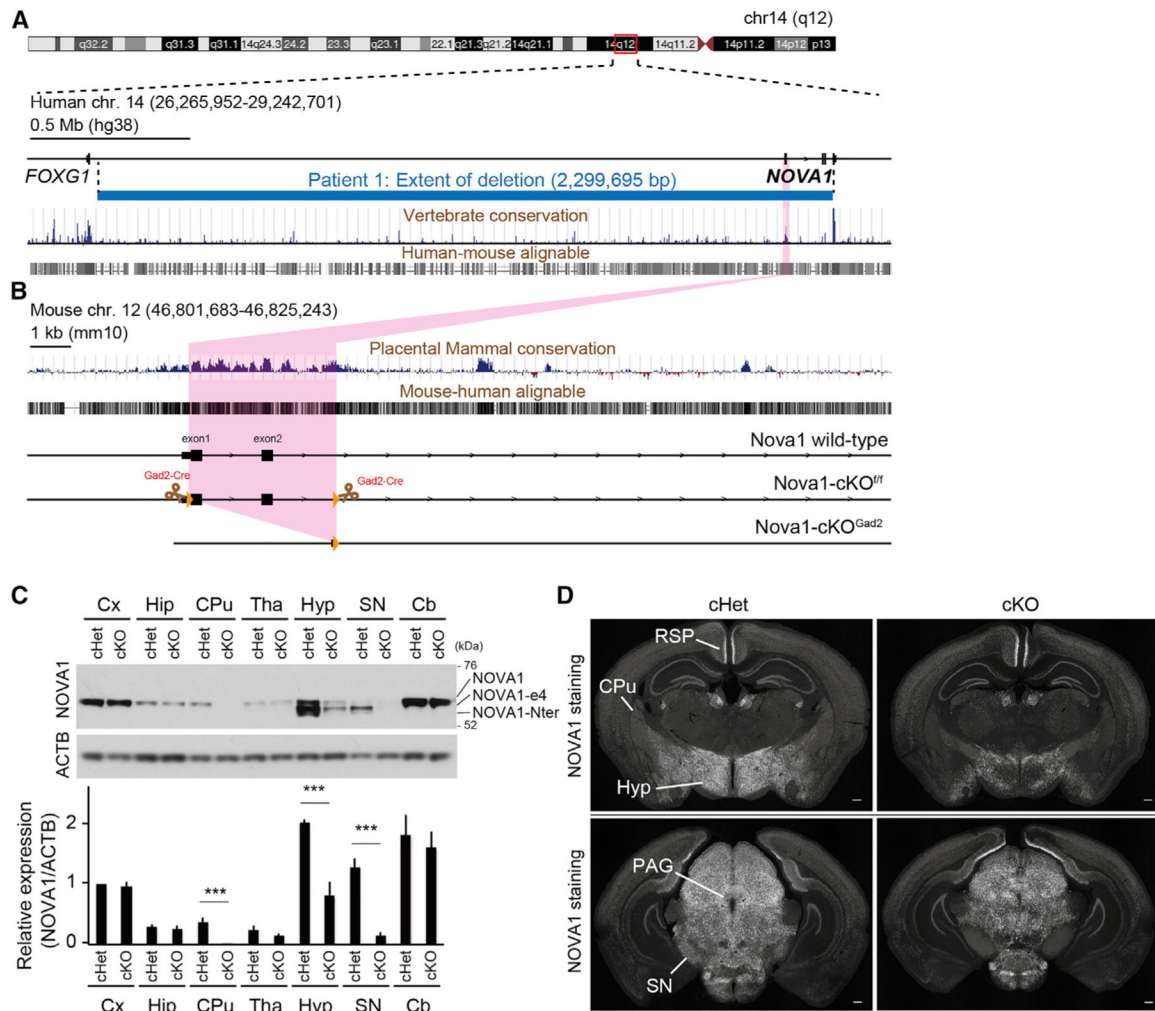 A
chr14 (q12)
q32.2 q31.3 q31.1 14q24.3 24.2 23.3 q23.1 22.1 q21.3 q21.2 14q21.1 14q12 14q11.2 14p11.2 14p12 p13
Human chr. 14 (26,265,952-29,242,701)
0.5 Mb (hg38)
FOXG1
NOVA1
Patient 1: Extent of deletion (2,299,695 bp)
Vertebrate conservation
Human-mouse alignable
B
Mouse chr. 12 (46,801,683-46,825,243)
1 kb (mm10)
Placental Mammal conservation
Mouse-human alignable
exon1 exon2
Nova1 wild-type
Gad2-Cre Gad2-Cre
Nova1-cKOf/f
Nova1-cKOGad2
C
Cx Hip CPu Tha Hyp SN Cb
cHet cKO cHet cKO cHet cKO cHet cKO cHet cKO cHet cKO cHet cKO
(kDa)
NOVA1
- 76
NOVA1
NOVA1-e4
NOVA1-Nter
- 52
ACTB
Relative expression
(NOVA1/ACTB)
2
1
0
*** *** ***
cHet cKO cHet cKO cHet cKO cHet cKO cHet cKO cHet cKO cHet cKO
Cx Hip CPu Tha Hyp SN Cb
D
cHet cKO
NOVA1 staining
RSP
CPu
Hyp
NOVA1 staining
PAG
SN